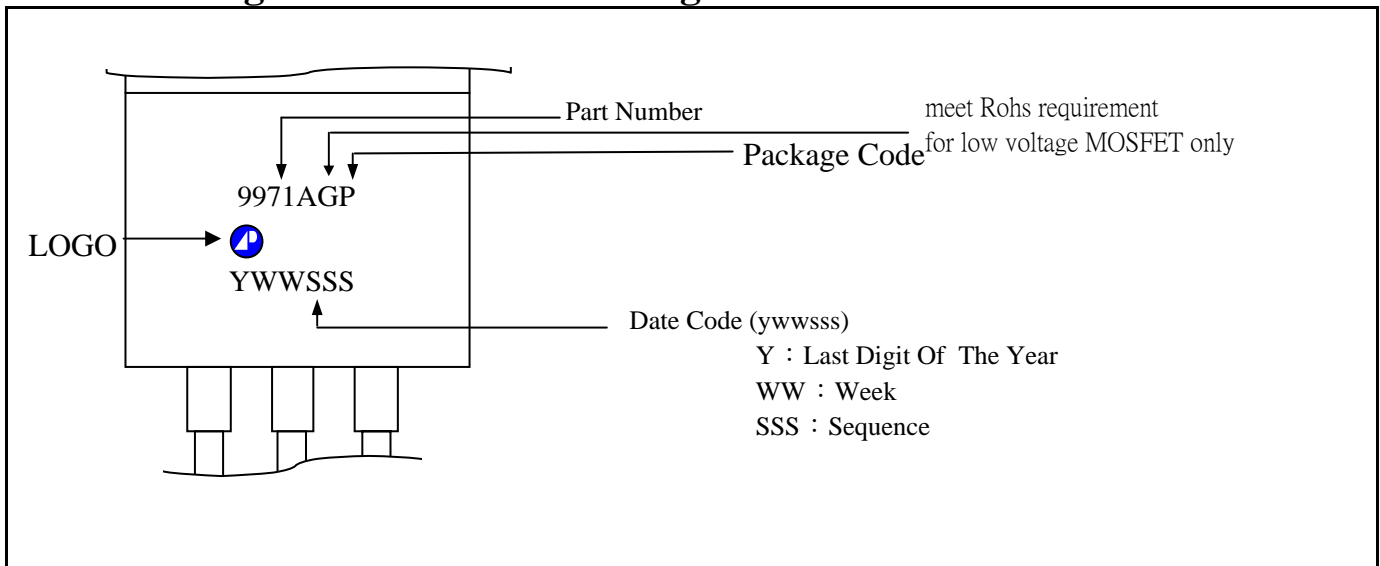 Part Number
meet Rohs requirement
for low voltage MOSFET only
Package Code
9971AGP
LOGO
YWWSSS
Date Code (ywwsss)
Y：Last Digit Of The Year
WW：Week
SSS：Sequence